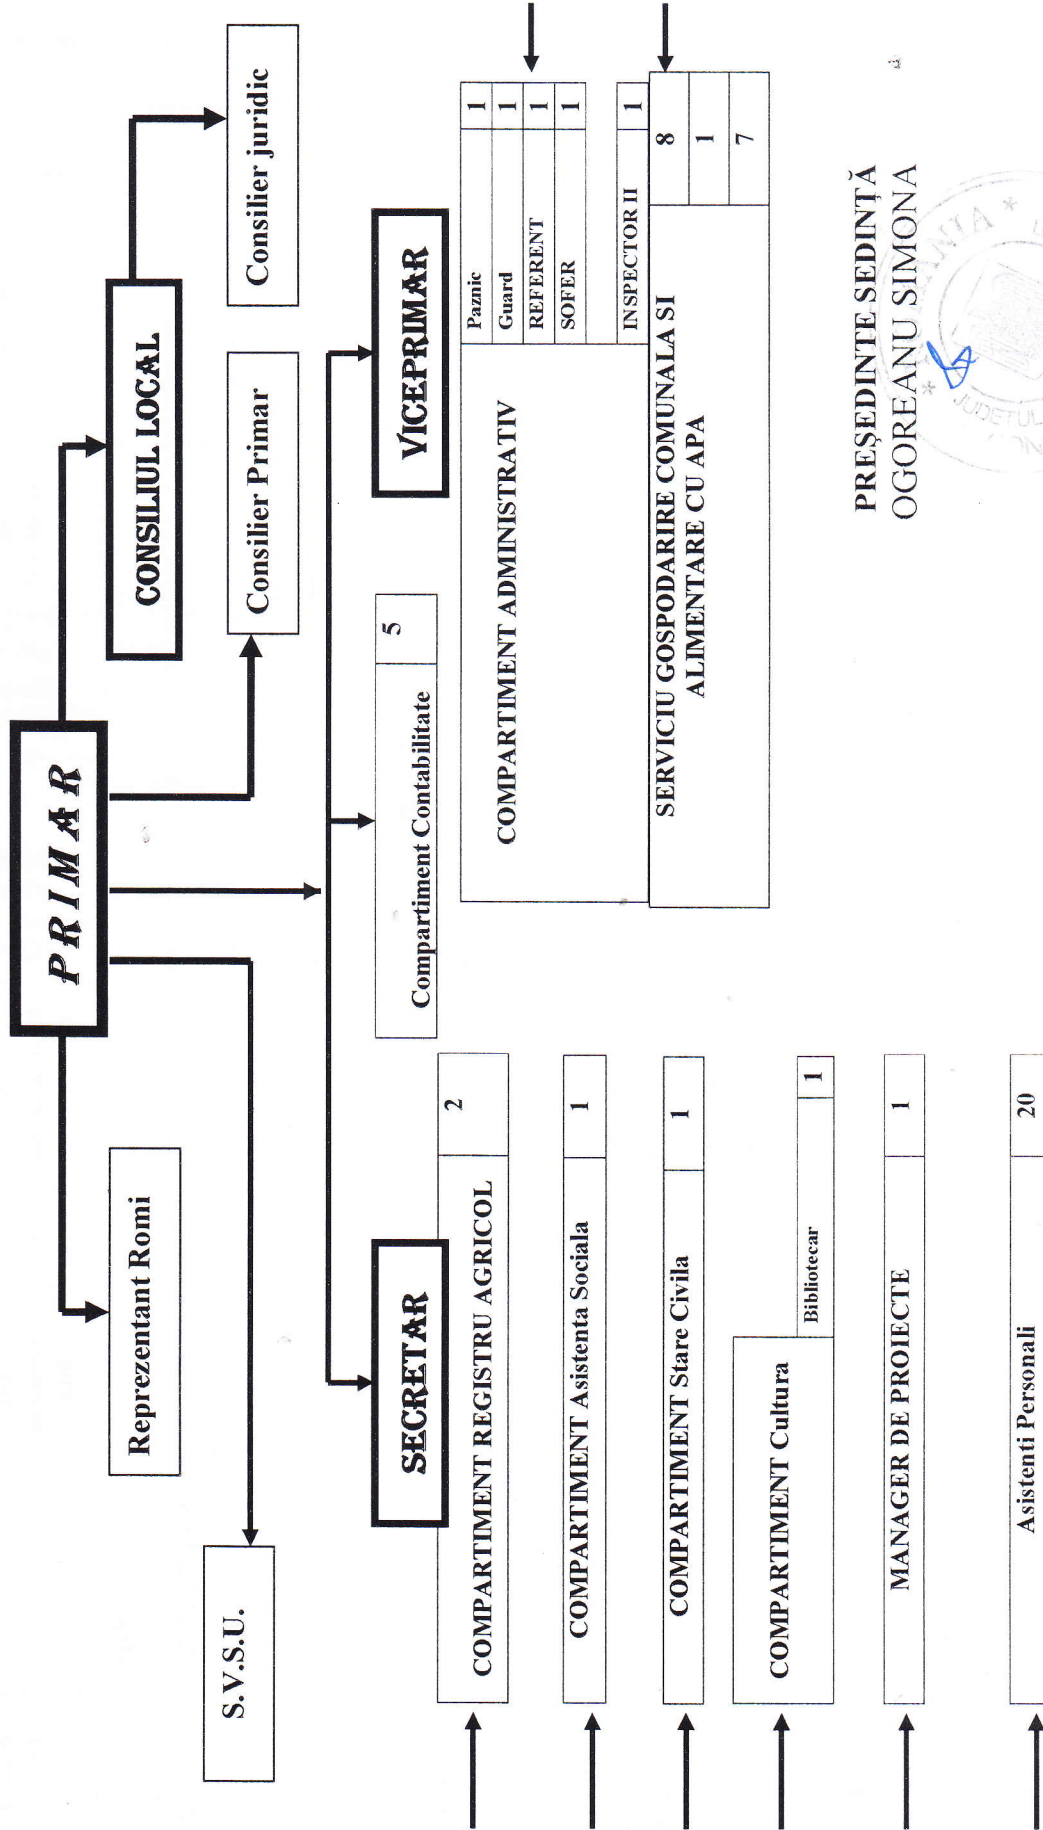 PRIMAR
CONSILIUL LOCAL
Reprezentant Romi
S.V.S.U.
Consilier Primar
Consilier juridic
SECRETAR
VICEPRIMAR
Compartiment Contabilitate 5
COMPARTIMENT REGISTRU AGRICOL 2
COMPARTIMENT Asistenta Sociala 1
COMPARTIMENT Stare Civila 1
COMPARTIMENT Cultura
Bibliotecar 1
MANAGER DE PROIECTE 1
Asistenti Personali 20
COMPARTIMENT ADMINISTRATIV
Paznic 1
Guard 1
REFERENT 1
SOFER 1
INSPECTOR II 1
SERVICIU GOSPODARIRE COMUNALA SI
ALIMENTARE CU APA
8
1
7
PREŞEDINTE SEDINŢĂ
OGOREANU SIMONA
JUDETUL